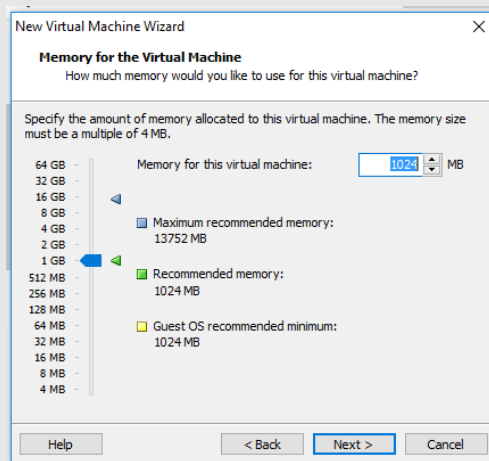 New Virtual Machine Wizard
Memory for the Virtual Machine
How much memory would you like to use for this virtual machine?
Specify the amount of memory allocated to this virtual machine. The memory size
must be a multiple of 4 MB.
64 GB
32 GB
16 GB
8 GB
4 GB
2 GB
1 GB
512 MB
256 MB
128 MB
64 MB
32 MB
16 MB
8 MB
4 MB
Memory for this virtual machine: 1024 MB
Maximum recommended memory:
13752 MB
Recommended memory:
1024 MB
Guest OS recommended minimum:
1024 MB
Help < Back Next > Cancel